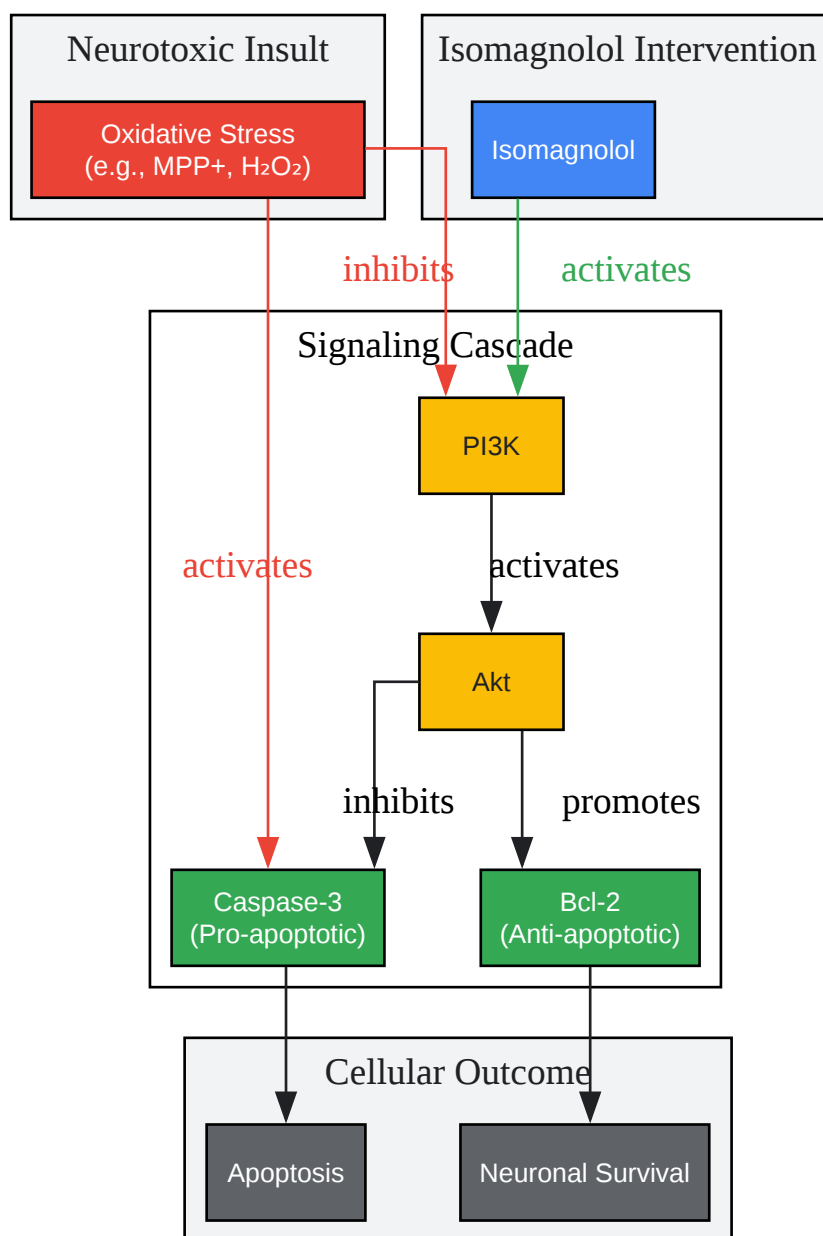 Neurotoxic Insult
Isomagnolol Intervention
Oxidative Stress
(e.g., MPP+, H₂O₂)
Isomagnolol
inhibits
activates
Signaling Cascade
PI3K
activates
activates
Akt
inhibits
promotes
Caspase-3
(Pro-apoptotic)
Bcl-2
(Anti-apoptotic)
Cellular Outcome
Apoptosis
Neuronal Survival